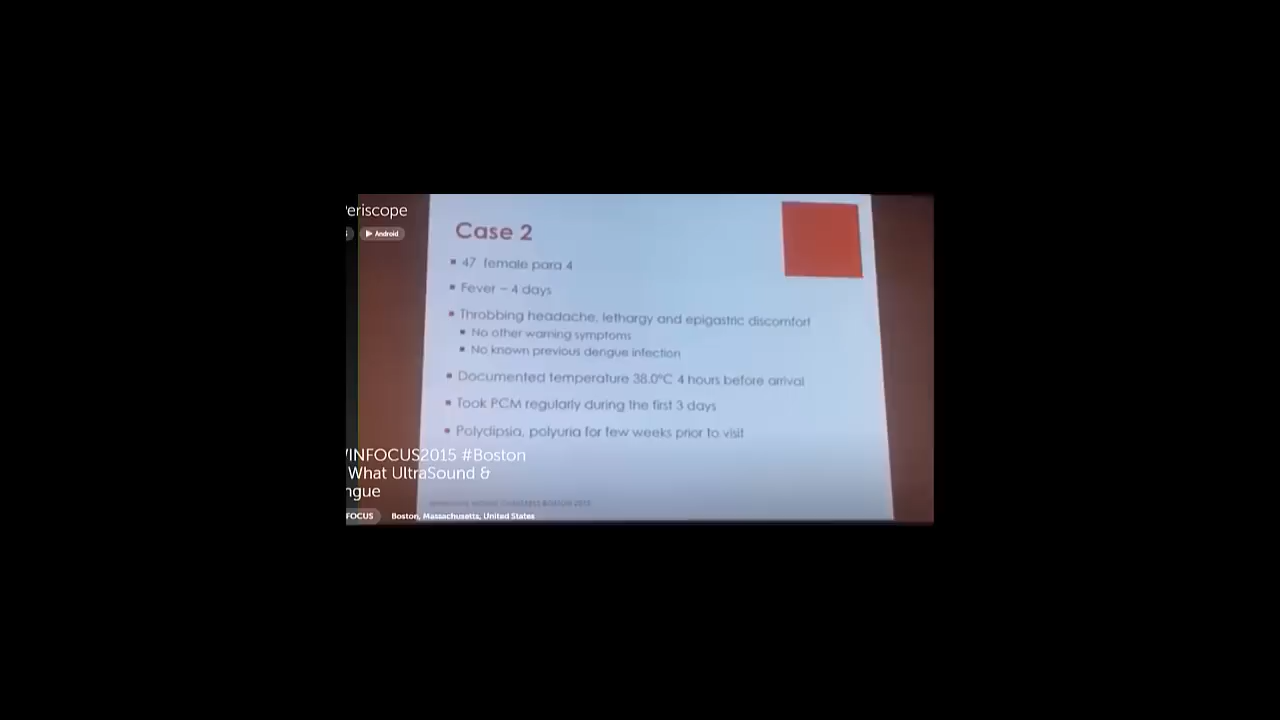 Periscope
Android
Case 2
47 female para 4
Fever – 4 days
Throbbing headache, lethargy and epigastric discomfort
No other warning symptoms
No known previous dengue infection
Documented temperature 38.0°C 4 hours before arrival
Took PCM regularly during the first 3 days
Polydipsia, polyuria for few weeks prior to visit
INFOCUS2015 #Boston
What UltraSound &
ngue
FOCUS Boston, Massachusetts, United States